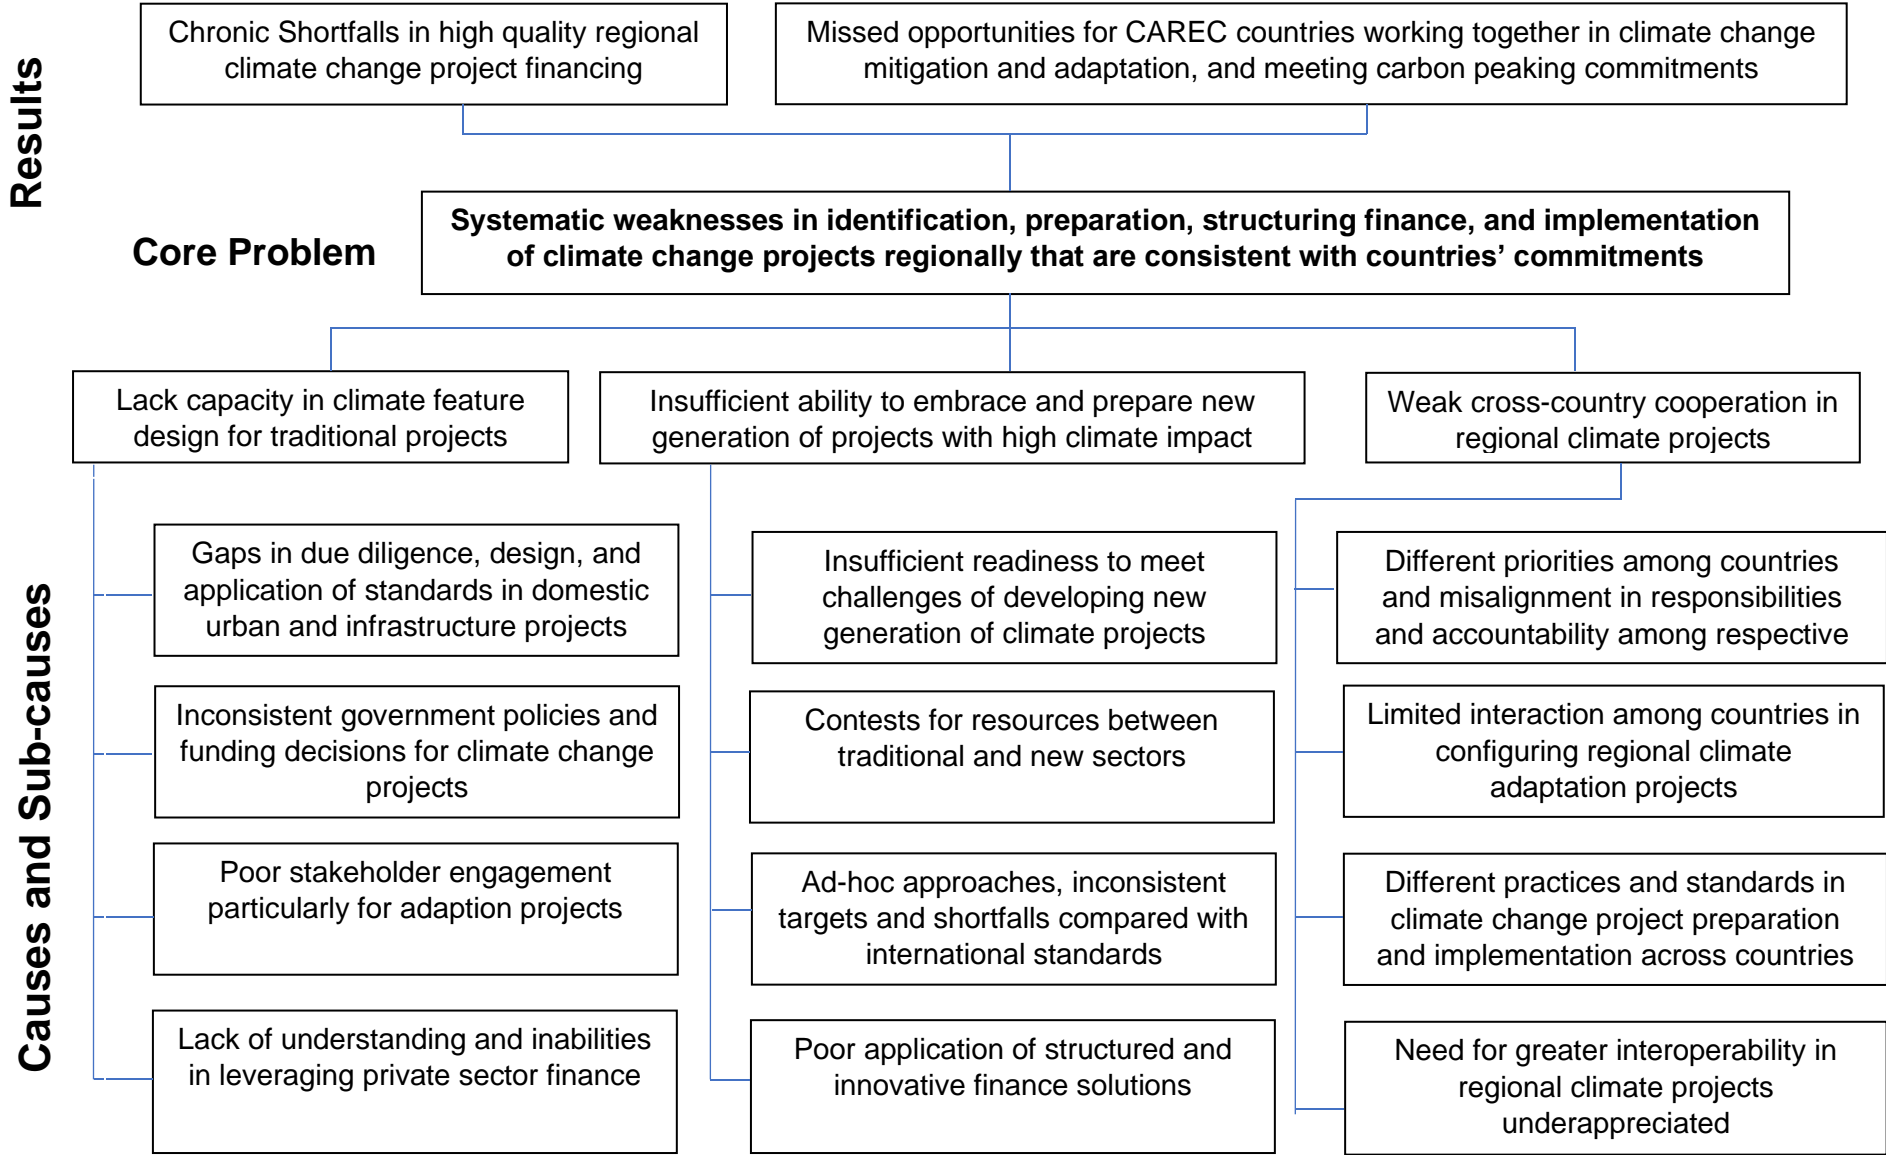 Results
Chronic Shortfalls in high quality regional
climate change project financing
Missed opportunities for CAREC countries working together in climate change
mitigation and adaptation, and meeting carbon peaking commitments
Core Problem
Systematic weaknesses in identification, preparation, structuring finance, and implementation
of climate change projects regionally that are consistent with countries’ commitments
Causes and Sub-causes
Lack capacity in climate feature
design for traditional projects
Gaps in due diligence, design, and
application of standards in domestic
urban and infrastructure projects
Inconsistent government policies and
funding decisions for climate change
projects
Poor stakeholder engagement
particularly for adaption projects
Lack of understanding and inabilities
in leveraging private sector finance
Insufficient ability to embrace and prepare new
generation of projects with high climate impact
Insufficient readiness to meet
challenges of developing new
generation of climate projects
Contests for resources between
traditional and new sectors
Ad-hoc approaches, inconsistent
targets and shortfalls compared with
international standards
Poor application of structured and
innovative finance solutions
Weak cross-country cooperation in
regional climate projects
Different priorities among countries
and misalignment in responsibilities
and accountability among respective
Limited interaction among countries in
configuring regional climate
adaptation projects
Different practices and standards in
climate change project preparation
and implementation across countries
Need for greater interoperability in
regional climate projects
underappreciated